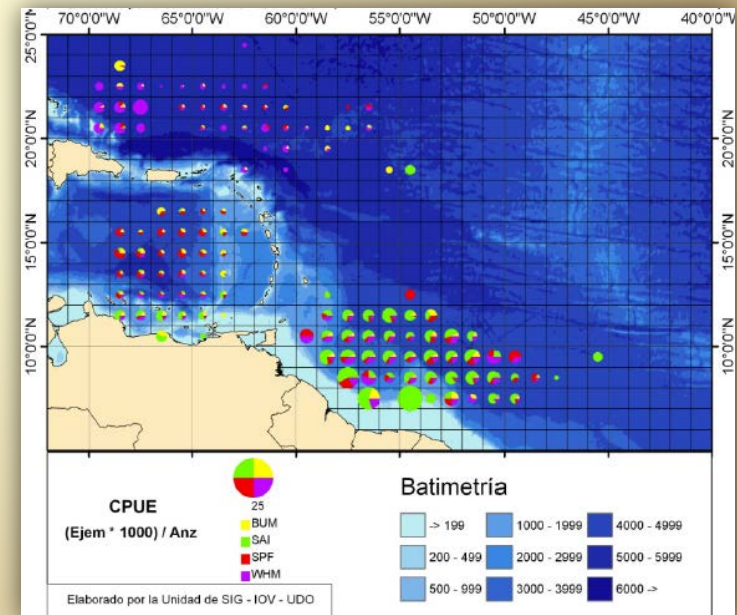 70°0'0"W 65°0'0"W 60°0'0"W 55°0'0"W 50°0'0"W 45°0'0"W 40°0'0"W
25°0'0"N 25°0'0"N
20°0'0"N 20°0'0"N
15°0'0"N 15°0'0"N
10°0'0"N 10°0'0"N
CPUE
(Ejem * 1000) / Anz
25
BUM
SAI
SPF
WHM
Elaborado por la Unidad de SIG - IOV - UDO
Batimetría
-> 199
200 - 499
500 - 999
1000 - 1999
2000 - 2999
3000 - 3999
4000 - 4999
5000 - 5999
6000 ->